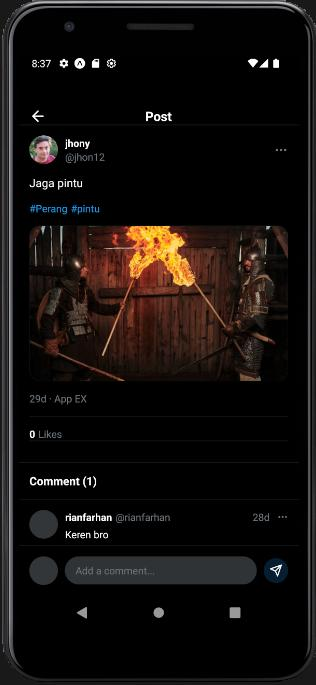 8:37
Post
jhony
@jhon12
Jaga pintu
#Perang #pintu
29d · App EX
0 Likes
Comment (1)
rianfarhan @rianfarhan 28d
Keren bro
Add a comment...